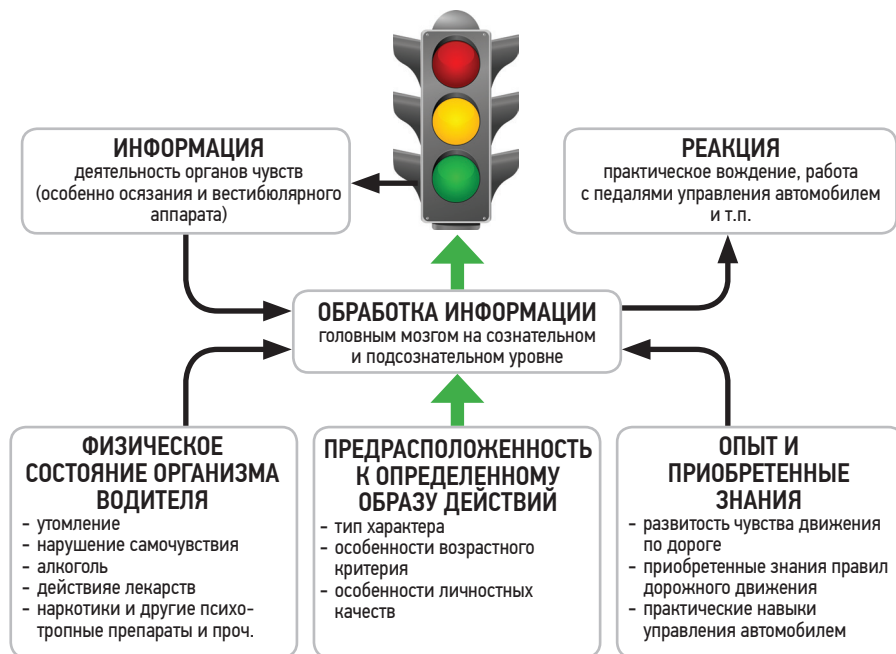 ИНФОРМАЦИЯ
деятельность органов чувств
(особенно осязания и вестибулярного
аппарата)
РЕАКЦИЯ
практическое вождение, работа
с педалями управления автомобилем
и т.п.
ОБРАБОТКА ИНФОРМАЦИИ
головным мозгом на сознательном
и подсознательном уровне
ФИЗИЧЕСКОЕ
СОСТОЯНИЕ ОРГАНИЗМА
ВОДИТЕЛЯ
- утомление
- нарушение самочувствия
- алкоголь
- действияе лекарств
- наркотики и другие психо-
тропные препараты и проч.
ПРЕДРАСПОЛОЖЕННОСТЬ
К ОПРЕДЕЛЕННОМУ
ОБРАЗУ ДЕЙСТВИЙ
- тип характера
- особенности возрастного
критерия
- особенности личностных
качеств
ОПЫТ И
ПРИОБРЕТЕННЫЕ
ЗНАНИЯ
- развитость чувства движения
по дороге
- приобретенные знания правил
дорожного движения
- практические навыки
управления автомобилем